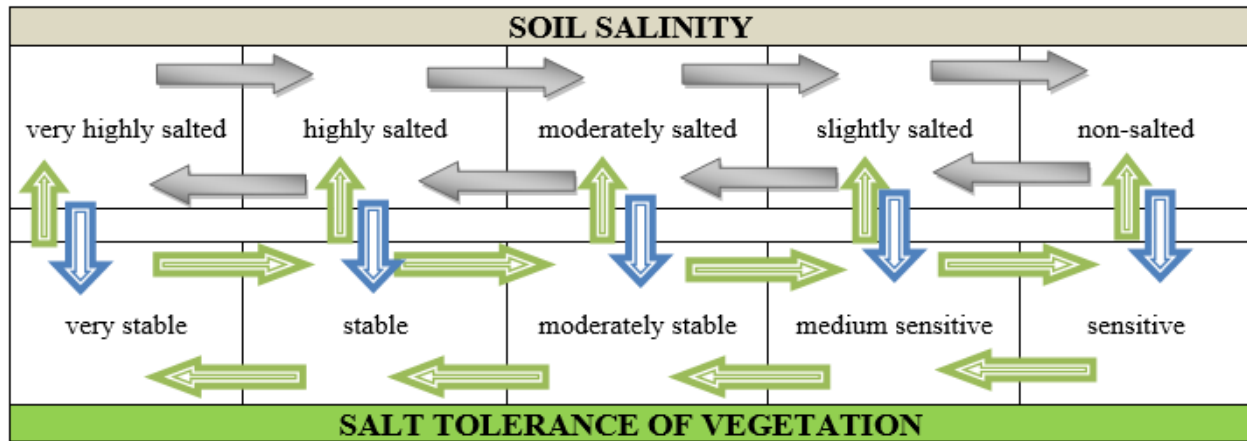 SOIL SALINITY
very highly salted highly salted moderately salted slightly salted non-salted
very stable stable moderately stable medium sensitive sensitive
SALT TOLERANCE OF VEGETATION